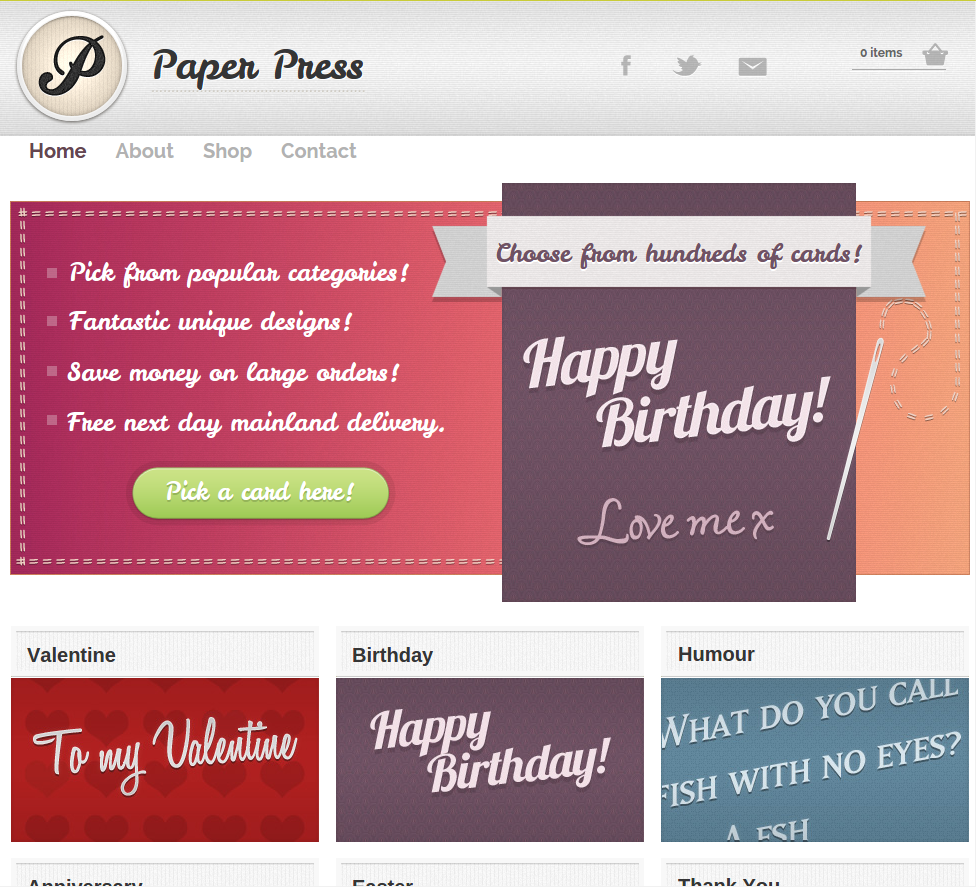 P
Paper Press
0 items
Home About Shop Contact
Choose from hundreds of cards!
Pick from popular categories!
Fantastic unique designs!
Save money on large orders!
Free next day mainland delivery.
Pick a card here!
Happy
Birthday!
Love me x
Valentine
Birthday
Humour
To my Valentine
Happy
Birthday!
WHAT DO YOU CALL
FISH WITH NO EYES?
A FSH
Anniversary
Easter
Thank You